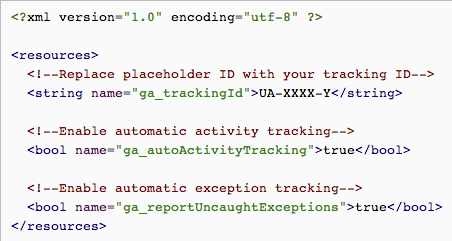 <?xml version="1.0" encoding="utf-8" ?>
<resources>
<!--Replace placeholder ID with your tracking ID-->
<string name="ga_trackingId">UA-XXXX-Y</string>
<!--Enable automatic activity tracking-->
<bool name="ga_autoActivityTracking">true</bool>
<!--Enable automatic exception tracking-->
<bool name="ga_reportUncaughtExceptions">true</bool>
</resources>